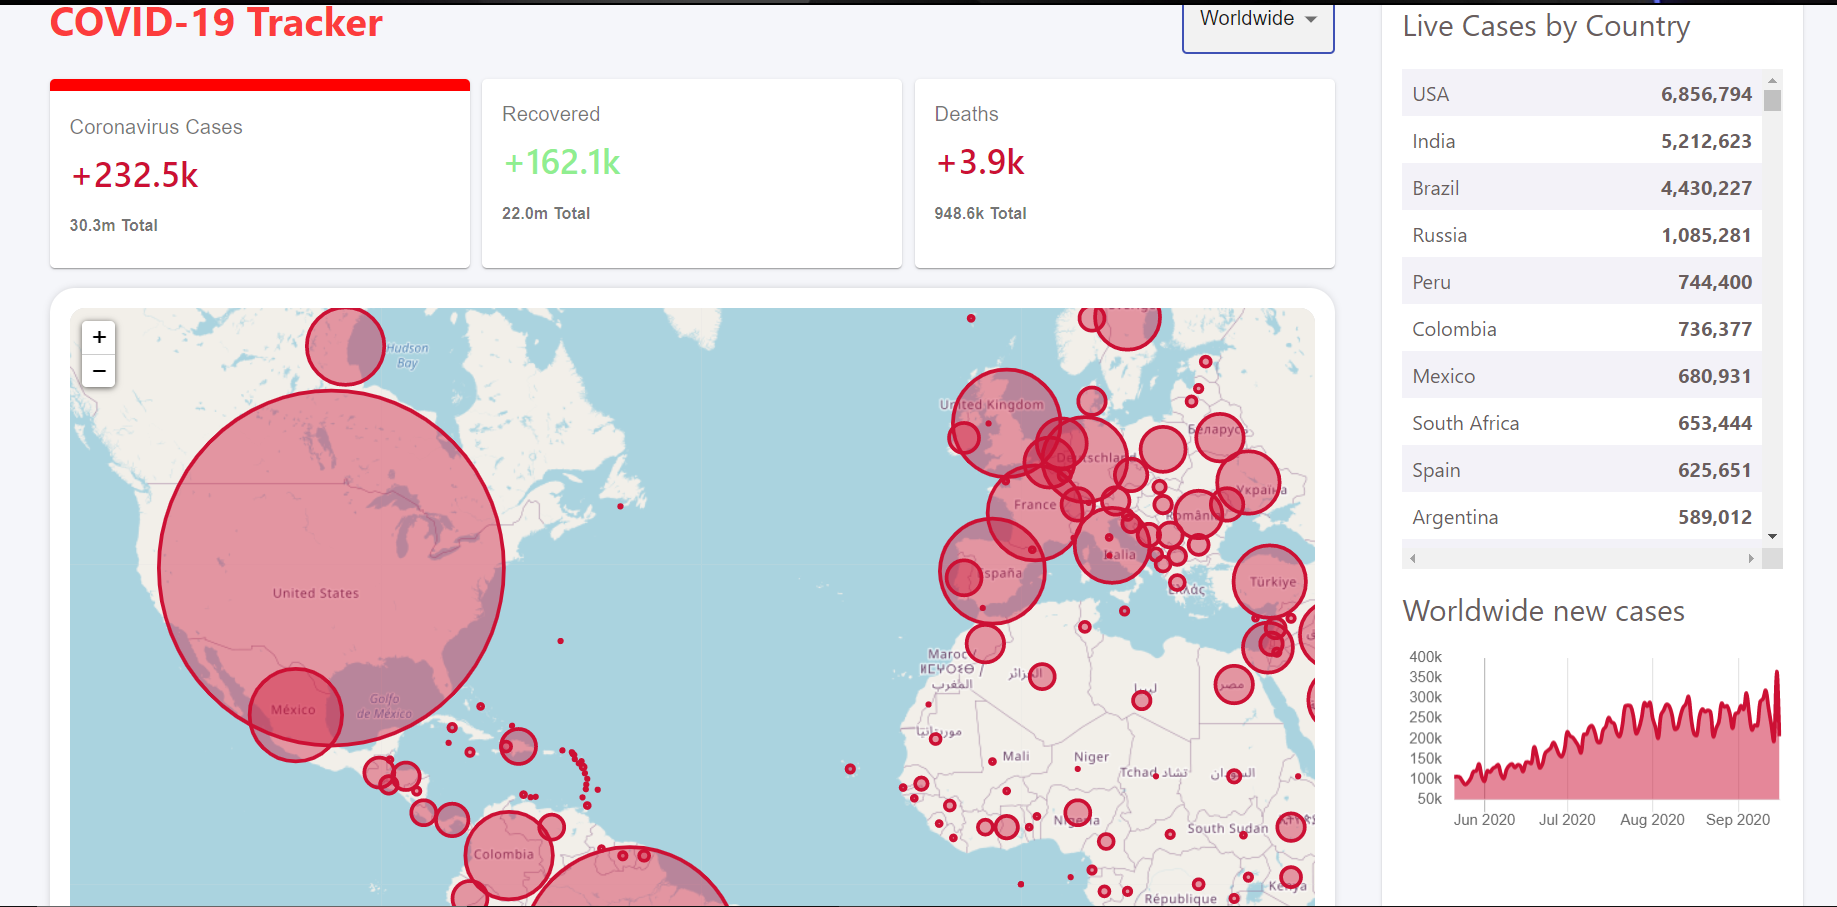 COVID-19 Tracker
Worldwide
Coronavirus Cases
+232.5k
30.3m Total
Recovered
+162.1k
22.0m Total
Deaths
+3.9k
948.6k Total
+
−
Hudson
Bay
United States
México
Golfo
de México
Colombia
United Kingdom
Deutschland
Беларусь
Україна
France
România
Italia
España
Ελλάς
Türkiye
Maroc /
ⵍⵎⵖⵔⵉⴱ /
المغرب
الجزائر
ليبيا
مصر
موريتانيا
Mali
Niger
Tchad تشاد
السودان
Nigeria
South Sudan
Kenya
République
Live Cases by Country
USA 6,856,794
India 5,212,623
Brazil 4,430,227
Russia 1,085,281
Peru 744,400
Colombia 736,377
Mexico 680,931
South Africa 653,444
Spain 625,651
Argentina 589,012
Worldwide new cases
400k
350k
300k
250k
200k
150k
100k
50k
Jun 2020 Jul 2020 Aug 2020 Sep 2020